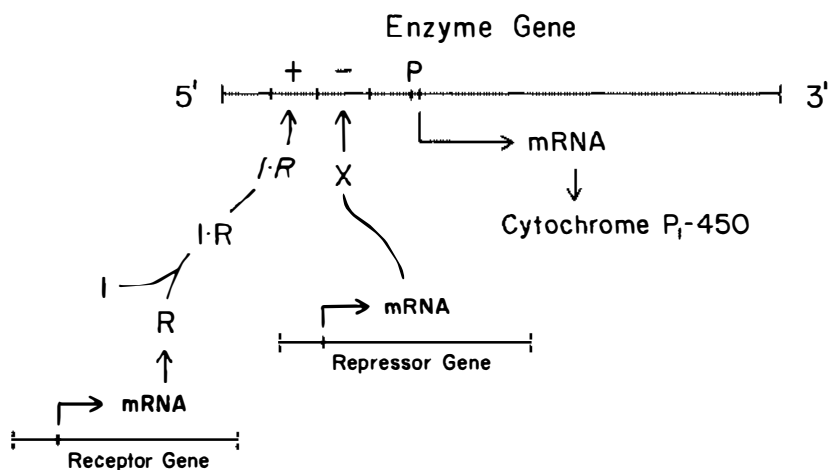 Enzyme Gene
+ − P
5' 3'
mRNA
I·R X
Cytochrome P₁-450
I·R
I
R
mRNA
Repressor Gene
mRNA
Receptor Gene